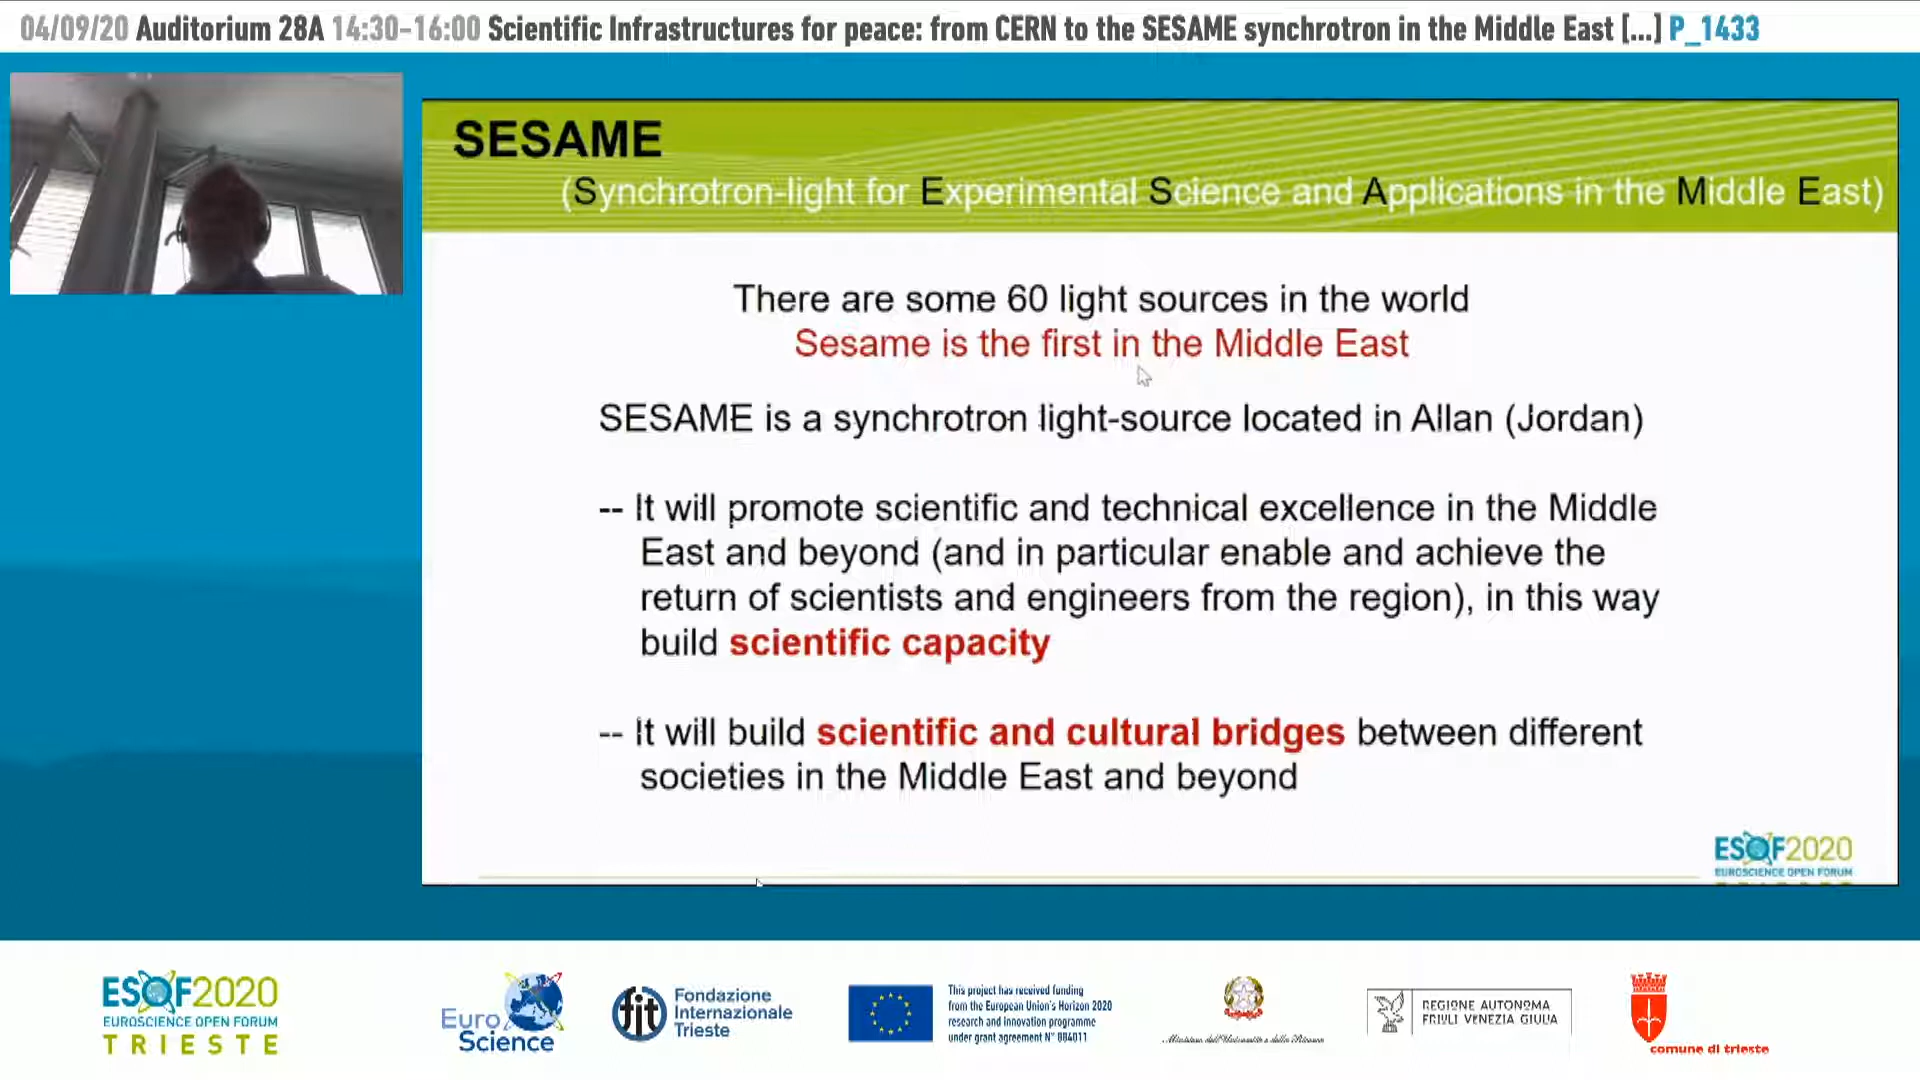 04/09/20 Auditorium 28A 14:30-16:00 Scientific Infrastructures for peace: from CERN to the SESAME synchrotron in the Middle East [...] P_1433
SESAME
(Synchrotron-light for Experimental Science and Applications in the Middle East)
There are some 60 light sources in the world
Sesame is the first in the Middle East
SESAME is a synchrotron light-source located in Allan (Jordan)
-- It will promote scientific and technical excellence in the Middle
East and beyond (and in particular enable and achieve the
return of scientists and engineers from the region), in this way
build scientific capacity
-- It will build scientific and cultural bridges between different
societies in the Middle East and beyond
ESOF2020
EUROSCIENCE OPEN FORUM
ESOF2020
EUROSCIENCE OPEN FORUM
TRIESTE
Euro
Science
fit
Fondazione
Internazionale
Trieste
This project has received funding
from the European Union's Horizon 2020
research and innovation programme
under grant agreement N° 884011
Ministero dell'Università e della Ricerca
REGIONE AUTONOMA
FRIULI VENEZIA GIULIA
comune di trieste